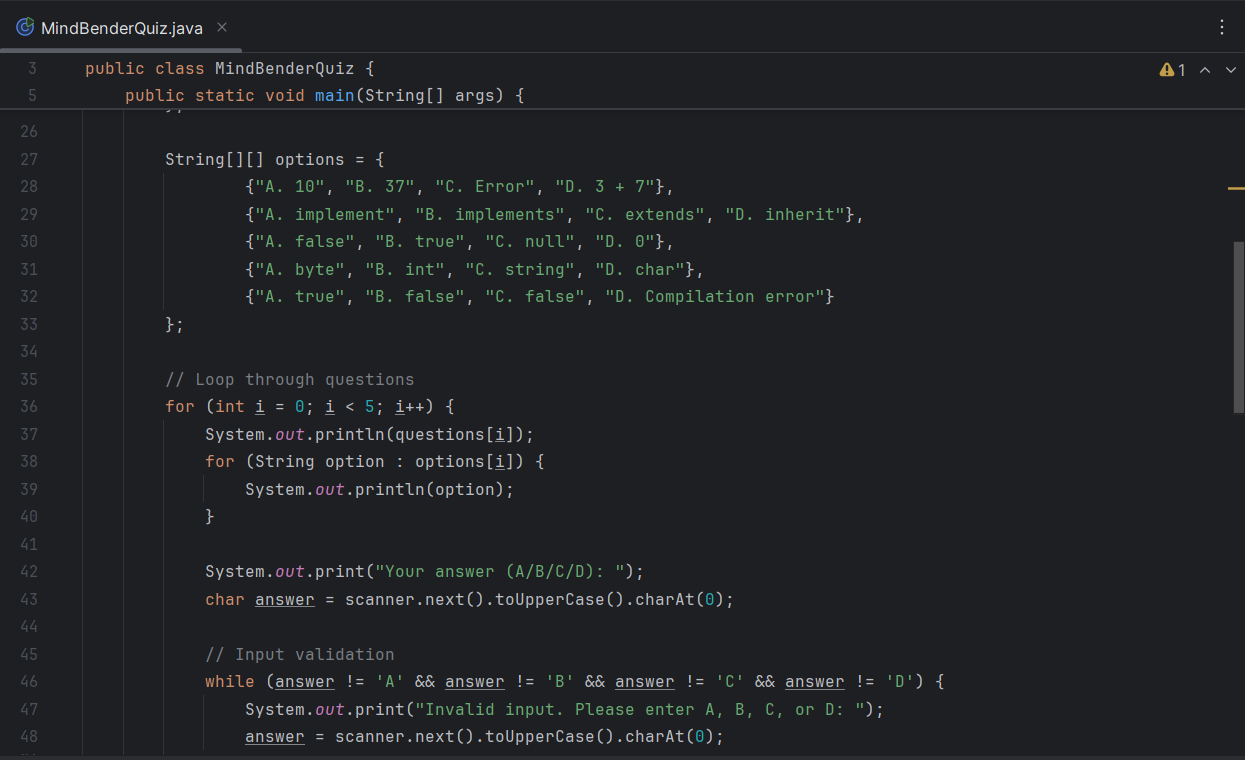 MindBenderQuiz.java
3 public class MindBenderQuiz {
1
5 public static void main(String[] args) {
26
27 String[][] options = {
28 {"A. 10", "B. 37", "C. Error", "D. 3 + 7"},
29 {"A. implement", "B. implements", "C. extends", "D. inherit"},
30 {"A. false", "B. true", "C. null", "D. 0"},
31 {"A. byte", "B. int", "C. string", "D. char"},
32 {"A. true", "B. false", "C. false", "D. Compilation error"}
33 };
34
35 // Loop through questions
36 for (int i = 0; i < 5; i++) {
37 System.out.println(questions[i]);
38 for (String option : options[i]) {
39 System.out.println(option);
40 }
41
42 System.out.print("Your answer (A/B/C/D): ");
43 char answer = scanner.next().toUpperCase().charAt(0);
44
45 // Input validation
46 while (answer != 'A' && answer != 'B' && answer != 'C' && answer != 'D') {
47 System.out.print("Invalid input. Please enter A, B, C, or D: ");
48 answer = scanner.next().toUpperCase().charAt(0);